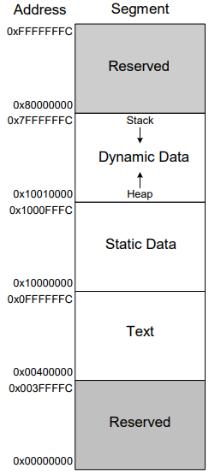 Address Segment
0xFFFFFFFC
Reserved
0x80000000
0x7FFFFFFC Stack
Dynamic Data
0x10010000 Heap
0x1000FFFC
Static Data
0x10000000
0x0FFFFFFC
Text
0x00400000
0x003FFFFC
Reserved
0x00000000